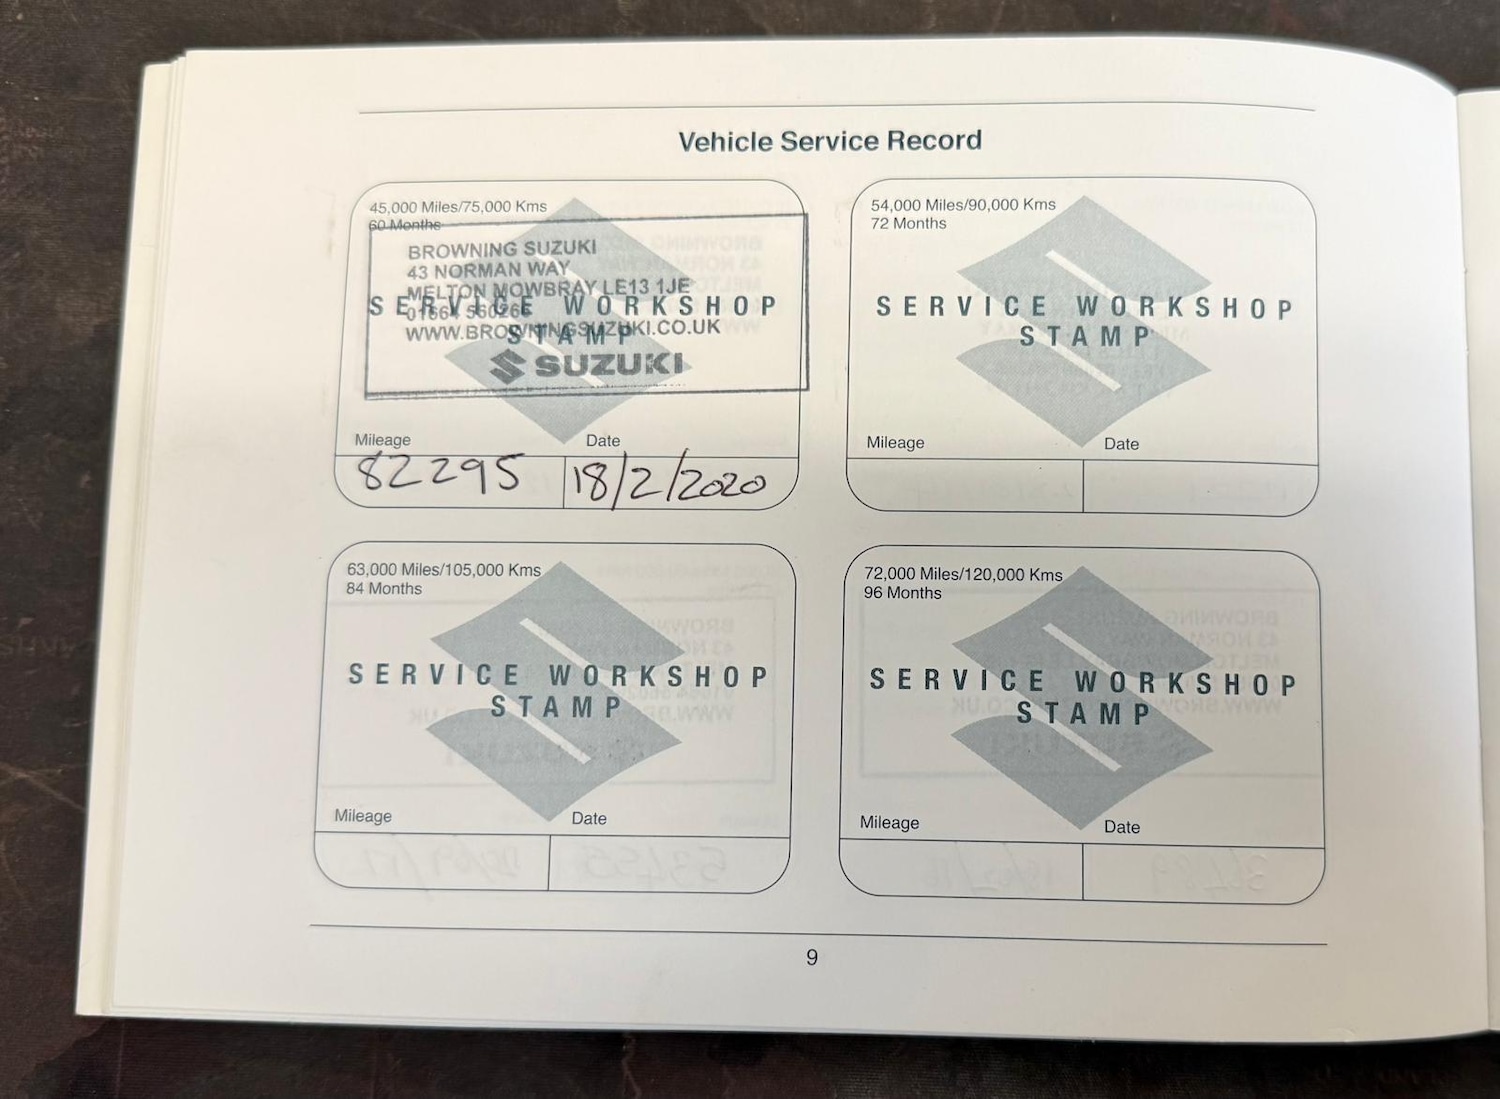 Vehicle Service Record
45,000 Miles/75,000 Kms
60 Months
BROWNING SUZUKI
43 NORMAN WAY
MELTON MOWBRAY LE13 1JE
01664 560266
WWW.BROWNINGSUZUKI.CO.UK
SUZUKI
SERVICE WORKSHOP
STAMP
Mileage Date
82295 18/2/2020
54,000 Miles/90,000 Kms
72 Months
SERVICE WORKSHOP
STAMP
Mileage Date
63,000 Miles/105,000 Kms
84 Months
SERVICE WORKSHOP
STAMP
Mileage Date
72,000 Miles/120,000 Kms
96 Months
SERVICE WORKSHOP
STAMP
Mileage Date
9